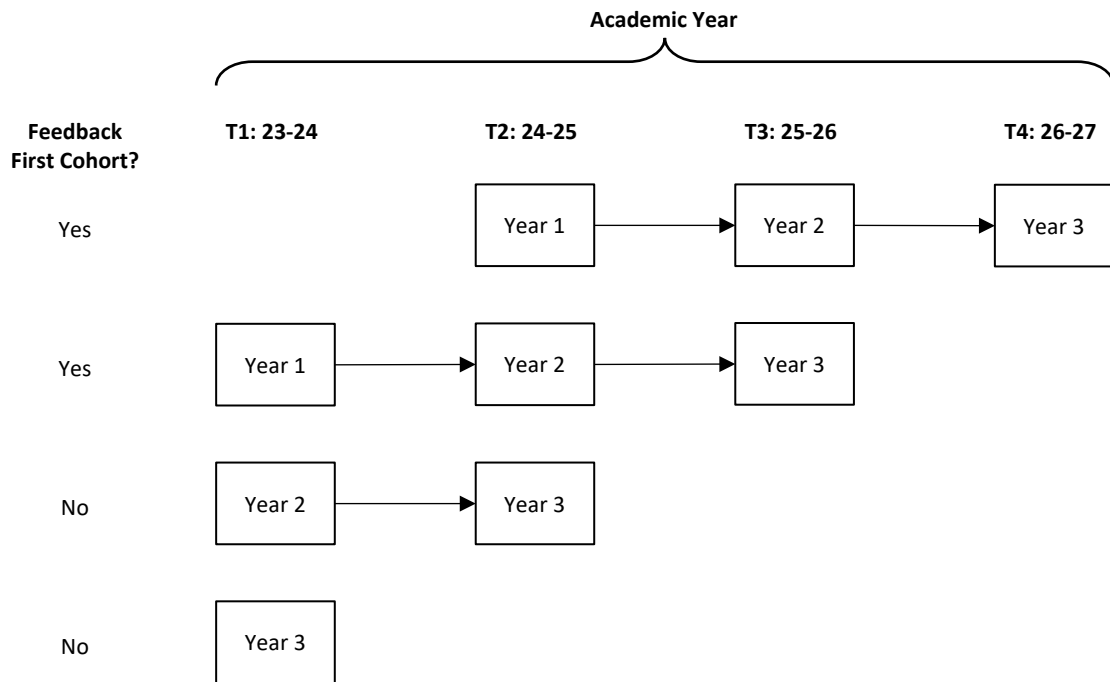 Academic Year
Feedback
First Cohort?
T1: 23-24
T2: 24-25
T3: 25-26
T4: 26-27
Yes
Year 1
Year 2
Year 3
Yes
Year 1
Year 2
Year 3
No
Year 2
Year 3
No
Year 3